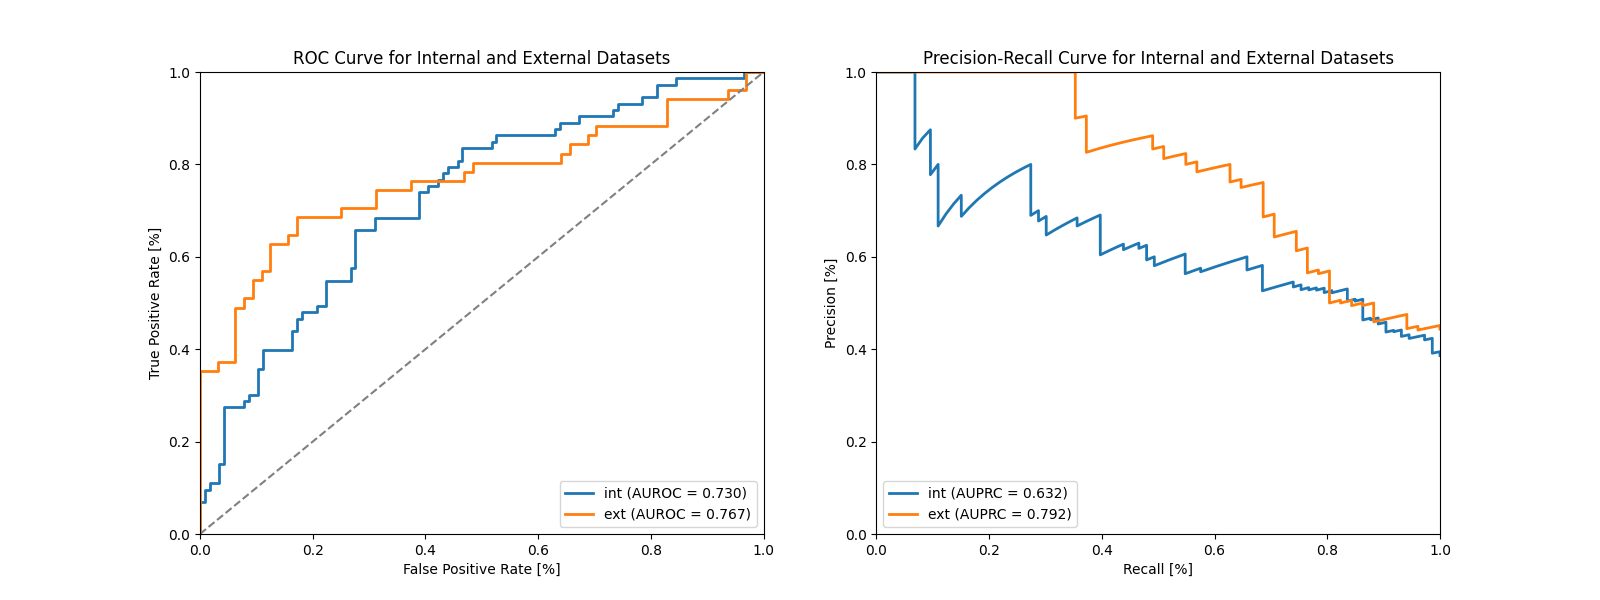 ROC Curve for Internal and External Datasets
1.0
0.8
0.6
0.4
0.2
0.0
True Positive Rate [%]
0.0 0.2 0.4 0.6 0.8 1.0
False Positive Rate [%]
int (AUROC = 0.730)
ext (AUROC = 0.767)
Precision-Recall Curve for Internal and External Datasets
1.0
0.8
0.6
0.4
0.2
0.0
Precision [%]
0.0 0.2 0.4 0.6 0.8 1.0
Recall [%]
int (AUPRC = 0.632)
ext (AUPRC = 0.792)